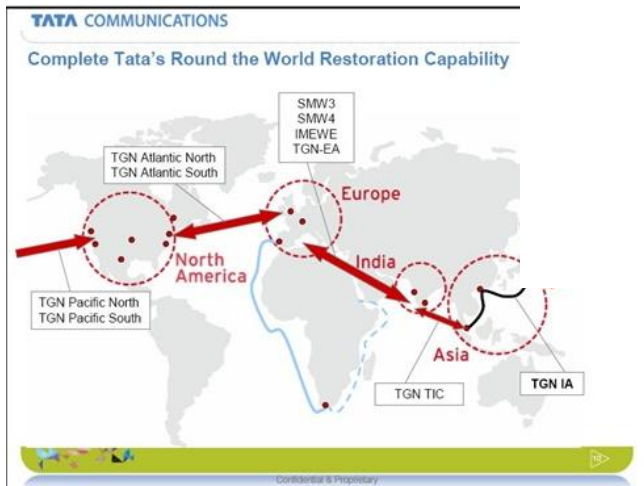 TATA COMMUNICATIONS
Complete Tata's Round the World Restoration Capability
SMW3
SMW4
IMEWE
TGN-EA
TGN Atlantic North
TGN Atlantic South
Europe
North
America
India
TGN Pacific North
TGN Pacific South
Asia
TGN TIC
TGN IA
10
Confidential & Proprietary